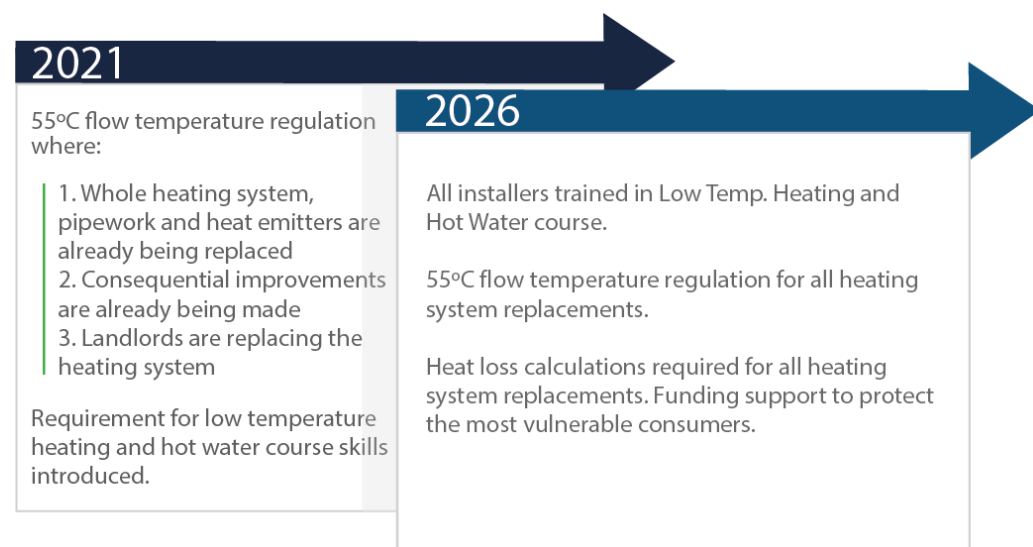 2021
55ºC flow temperature regulation
where:
1. Whole heating system,
pipework and heat emitters are
already being replaced
2. Consequential improvements
are already being made
3. Landlords are replacing the
heating system
Requirement for low temperature
heating and hot water course skills
introduced.
2026
All installers trained in Low Temp. Heating and
Hot Water course.
55ºC flow temperature regulation for all heating
system replacements.
Heat loss calculations required for all heating
system replacements. Funding support to protect
the most vulnerable consumers.